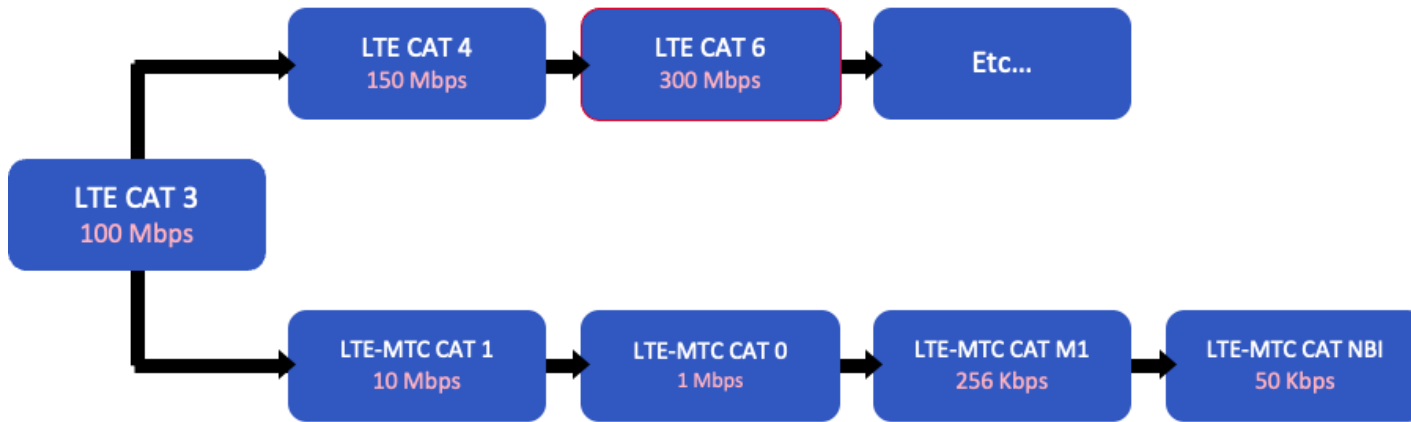 LTE CAT 4
150 Mbps
LTE CAT 6
300 Mbps
Etc...
LTE CAT 3
100 Mbps
LTE-MTC CAT 1
10 Mbps
LTE-MTC CAT 0
1 Mbps
LTE-MTC CAT M1
256 Kbps
LTE-MTC CAT NBI
50 Kbps